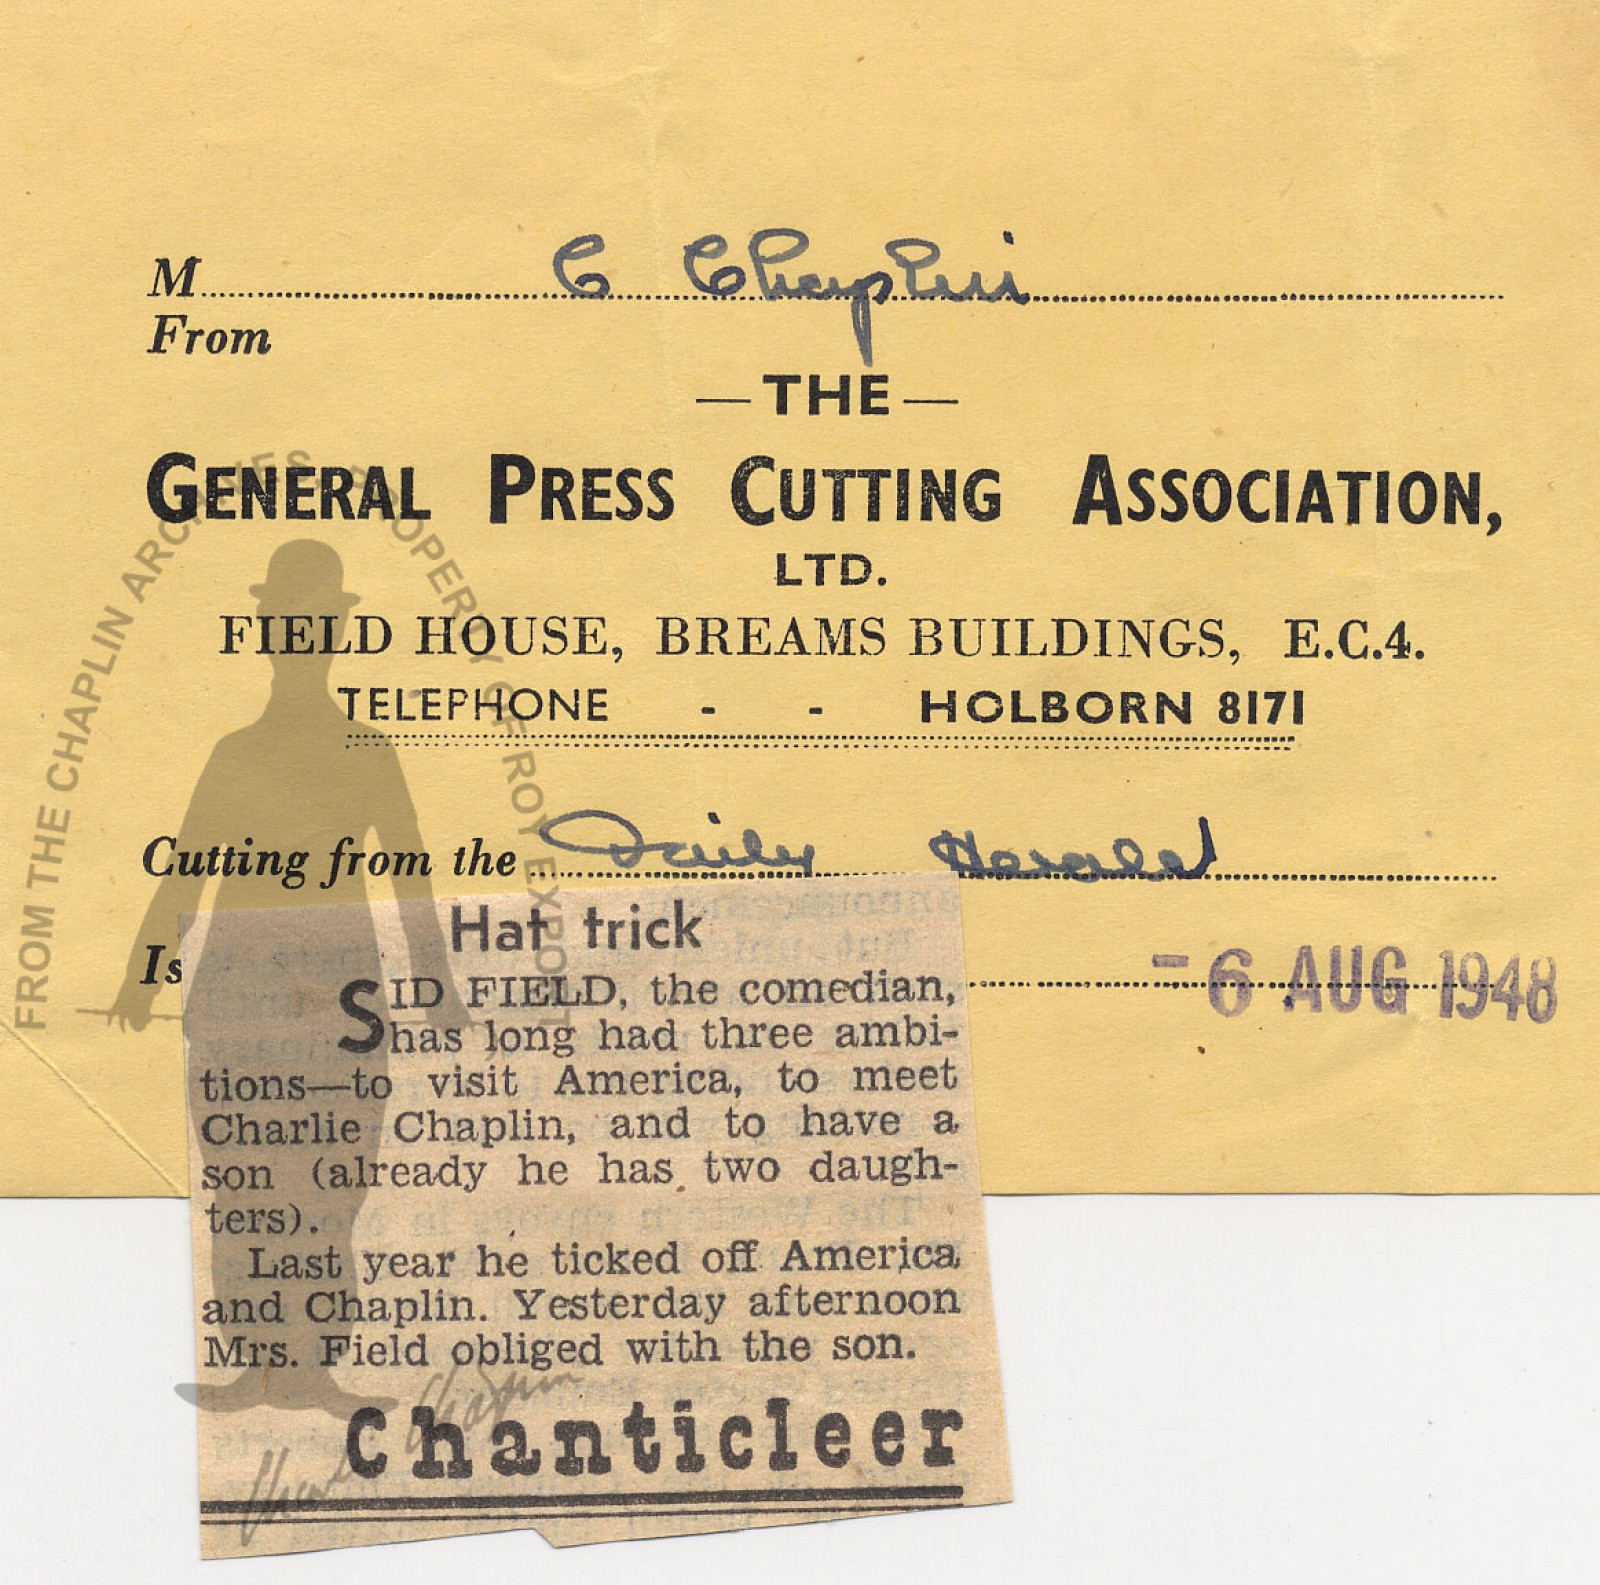 M C Chaplin
From
— THE —
GENERAL PRESS CUTTING ASSOCIATION,
LTD.
FIELD HOUSE, BREAMS BUILDINGS, E.C.4.
TELEPHONE - - HOLBORN 8171
Cutting from the Daily Herald
Is
- 6 AUG 1948
Hat trick
SID FIELD, the comedian,
has long had three ambi-
tions—to visit America, to meet
Charlie Chaplin, and to have a
son (already he has two daugh-
ters).
Last year he ticked off America
and Chaplin. Yesterday afternoon
Mrs. Field obliged with the son.
Chaplin
Chanticleer
FROM THE CHAPLIN ARCHIVES, PROPERTY OF ROY EXPORT